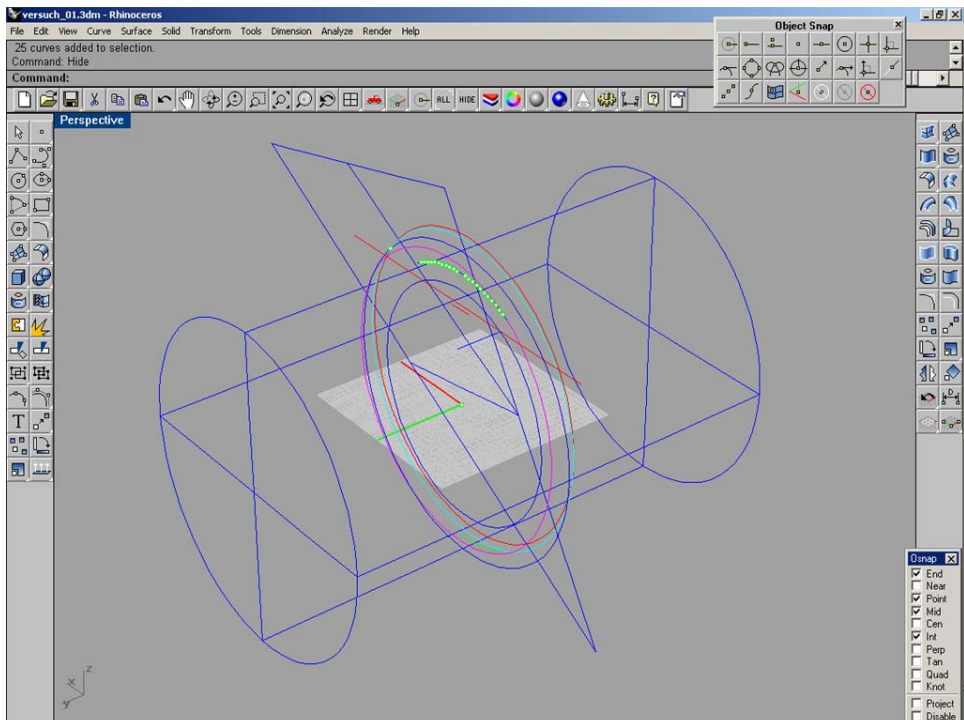 versuch_01.3dm - Rhinoceros
File Edit View Curve Surface Solid Transform Tools Dimension Analyze Render Help
Object Snap
25 curves added to selection.
Command: Hide
Command:
ALL HIDE
Perspective
T
D
z
x
y
Osnap
End
Near
Point
Mid
Cen
Int
Perp
Tan
Quad
Knot
Project
Disable